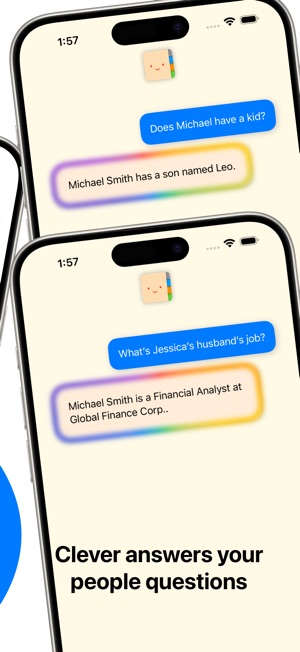 1:57
Does Michael have a kid?
Michael Smith has a son named Leo.
1:57
What's Jessica's husband's job?
Michael Smith is a Financial Analyst at
Global Finance Corp..
Clever answers your
people questions